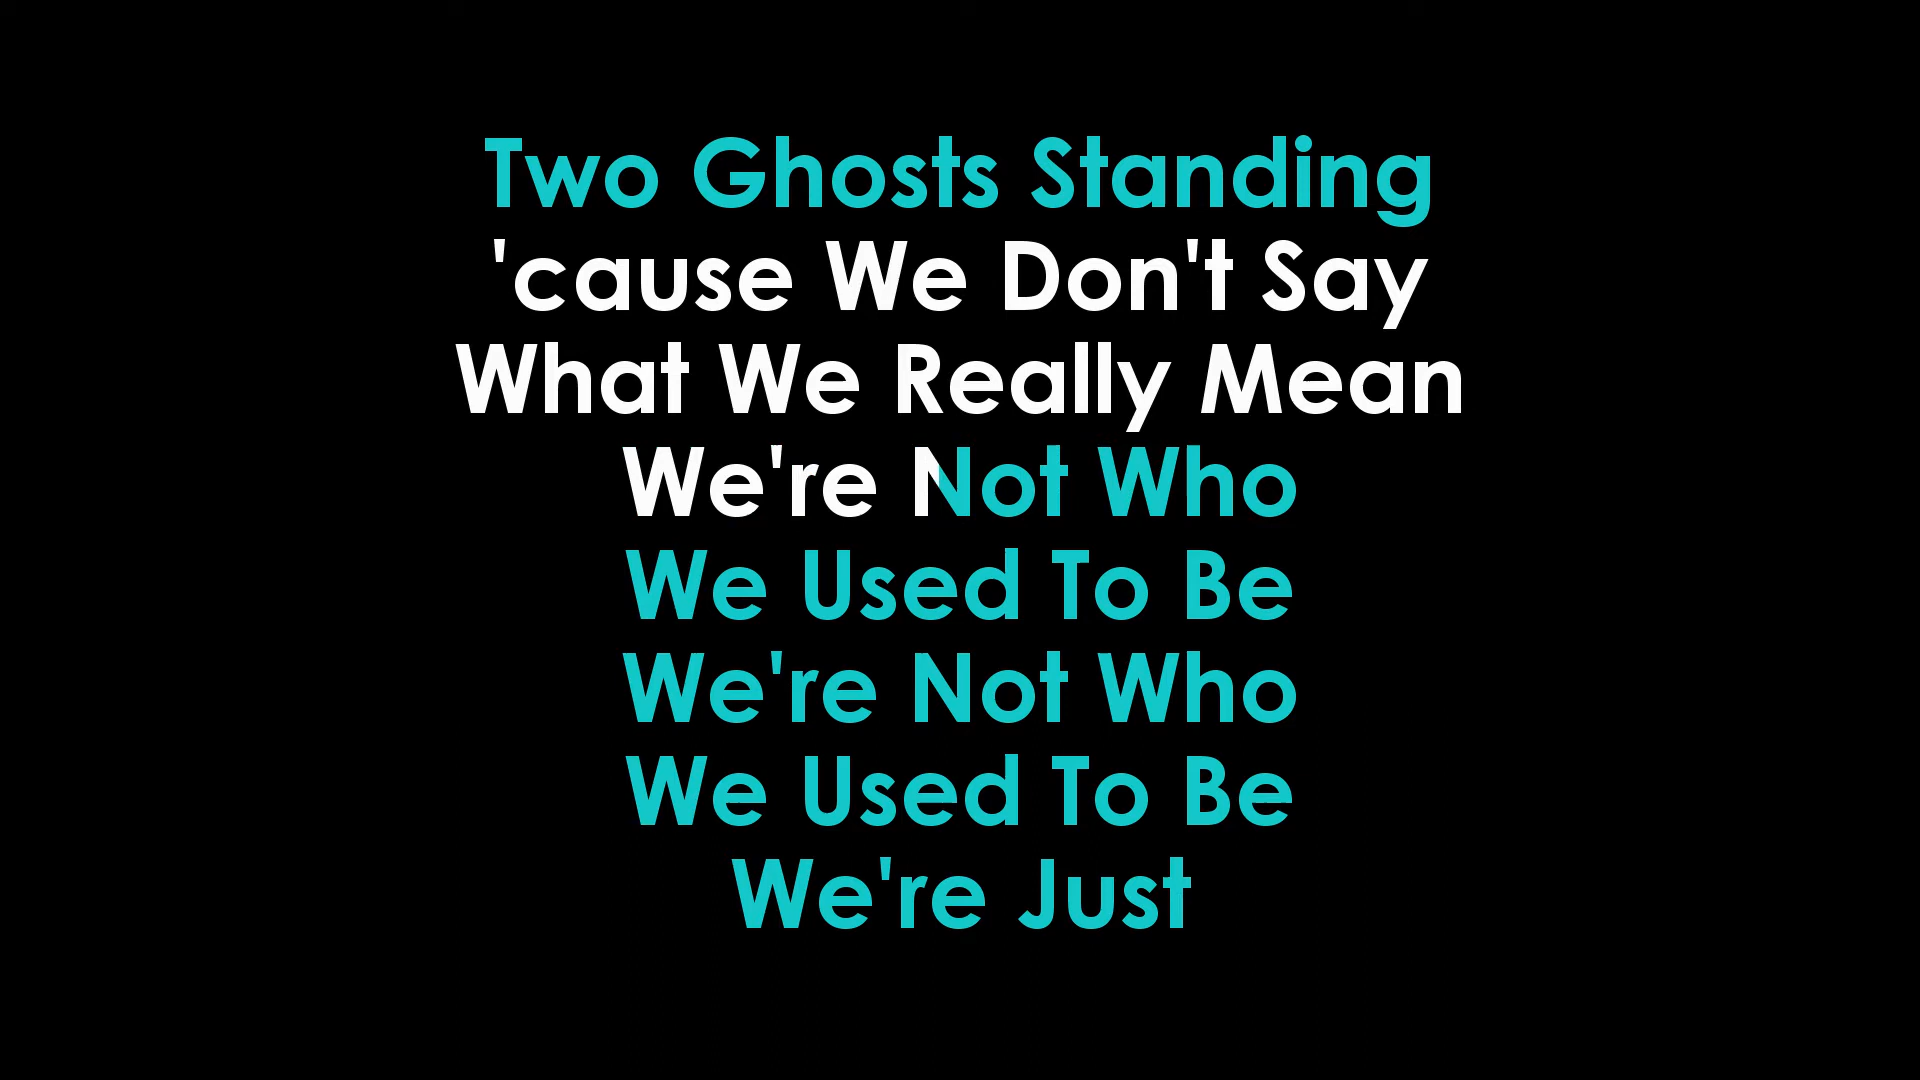 Two Ghosts Standing
'cause We Don't Say
What We Really Mean
We're Not Who
We Used To Be
We're Not Who
We Used To Be
We're Just